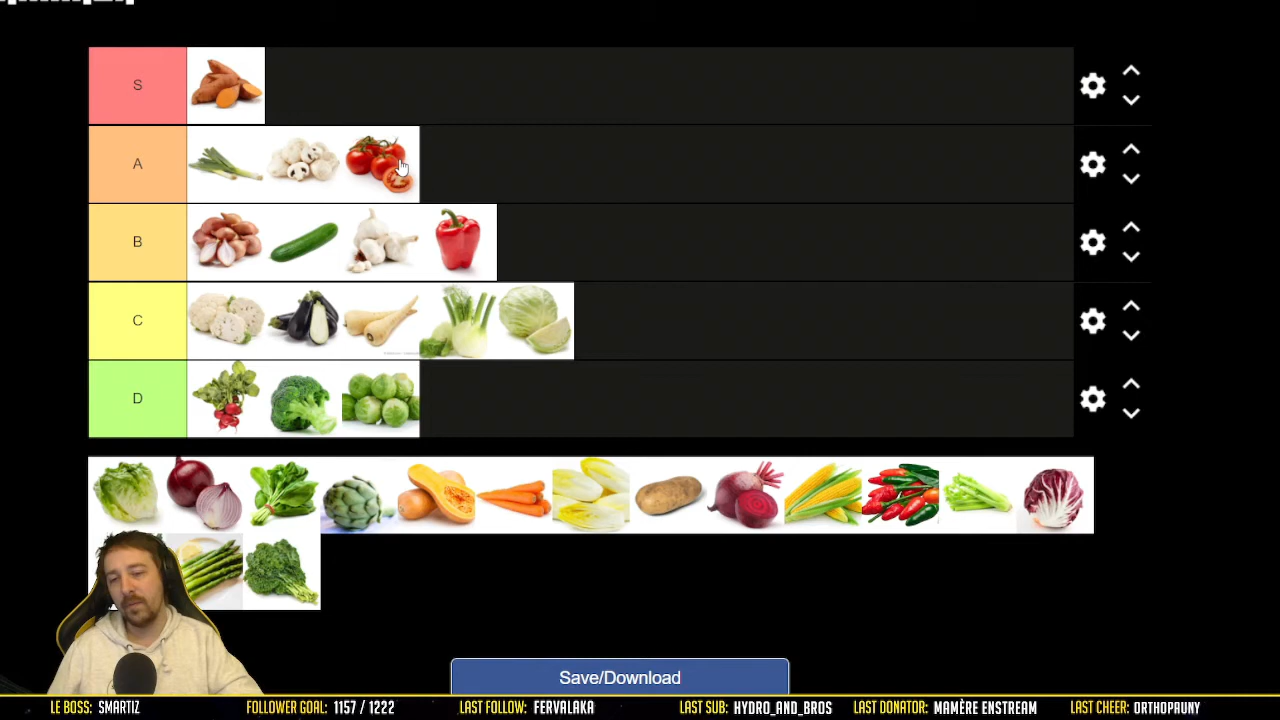 S
A
B
C
D
Save/Download
LE BOSS: SMARTIZ FOLLOWER GOAL: 1157 / 1222 LAST FOLLOW: FERVALAKA LAST SUB: HYDRO_AND_BROS LAST DONATOR: MAMÈRE ENSTREAM LAST CHEER: ORTHOPAUNY